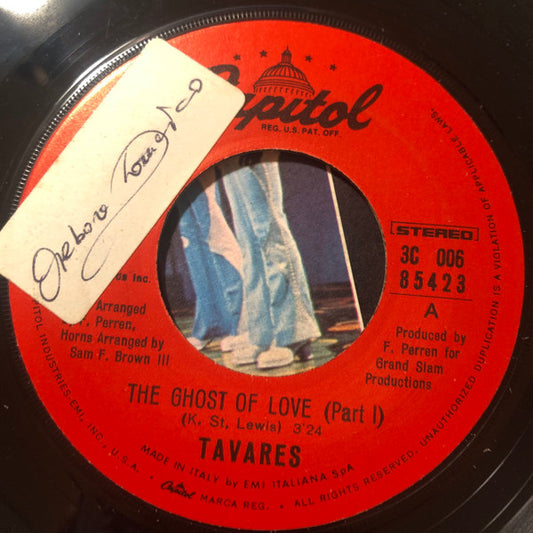 Capitol
REG. U.S. PAT. OFF.
STEREO
3C 006
85423
A
Inc.
Arranged
F. Perren,
Horns Arranged by
Sam F. Brown III
Produced by
F. Perren for
Grand Slam
Productions
THE GHOST OF LOVE (Part I)
(K. St. Lewis) 3'24
TAVARES
MADE IN ITALY by EMI ITALIANA SpA
CAPITOL INDUSTRIES-EMI, INC., U.S.A. Capitol MARCA REG. ALL RIGHTS RESERVED. UNAUTHORIZED DUPLICATION IS A VIOLATION OF APPLICABLE LAWS.